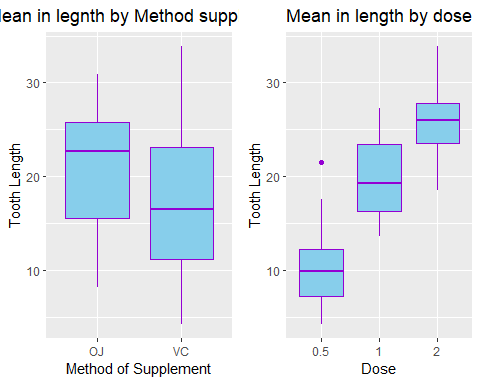 ean in legnth by Method supp
Tooth Length
30
20
10
OJ
VC
Method of Supplement
Mean in length by dose
Tooth Length
30
20
10
0.5
1
2
Dose